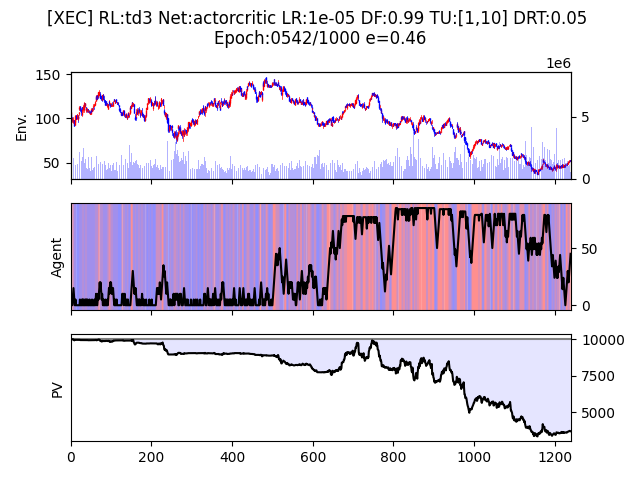 [XEC] RL:td3 Net:actorcritic LR:1e-05 DF:0.99 TU:[1,10] DRT:0.05
Epoch:0542/1000 e=0.46
1e6
150
100
50
Env.
5
0
Agent
50
0
PV
10000
7500
5000
0
200
400
600
800
1000
1200